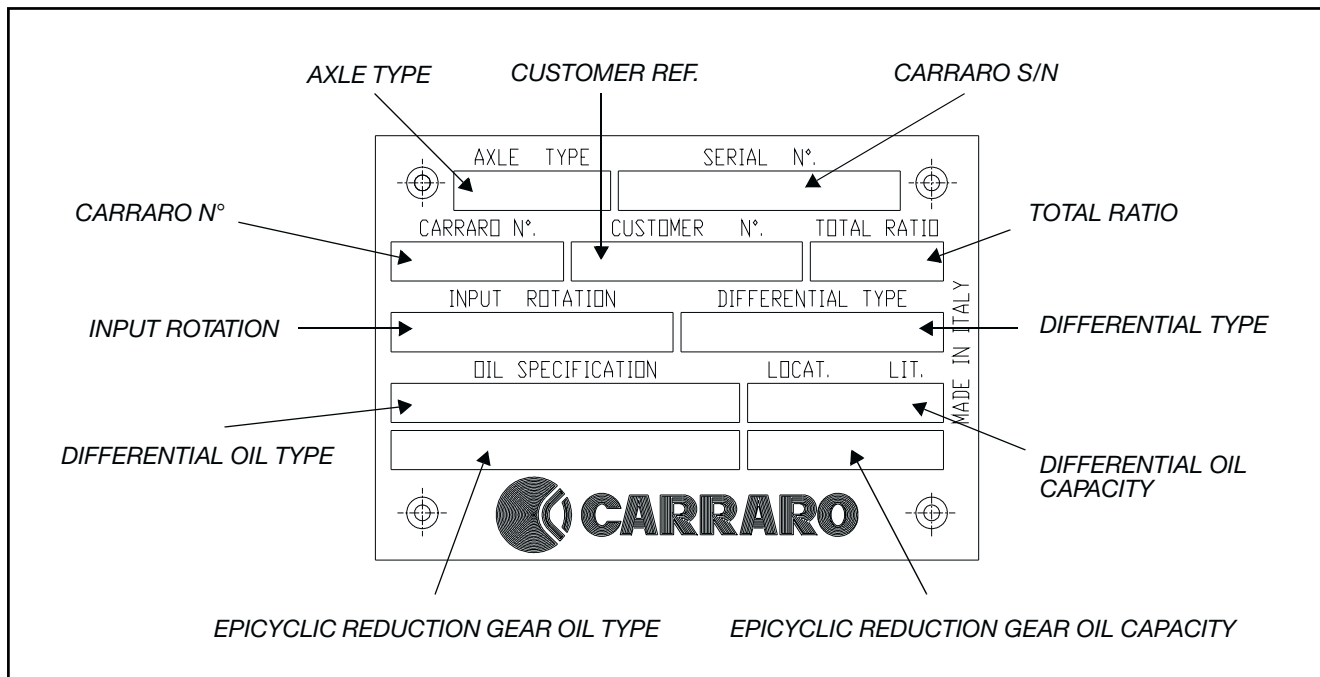 AXLE TYPE CUSTOMER REF. CARRARO S/N
AXLE TYPE SERIAL N°.
CARRARO N° TOTAL RATIO
CARRARO N°. CUSTOMER N°. TOTAL RATIO
INPUT ROTATION DIFFERENTIAL TYPE
INPUT ROTATION DIFFERENTIAL TYPE
MADE IN ITALY
OIL SPECIFICATION LOCAT. LIT.
DIFFERENTIAL OIL TYPE
DIFFERENTIAL OIL
CAPACITY
CARRARO
EPICYCLIC REDUCTION GEAR OIL TYPE EPICYCLIC REDUCTION GEAR OIL CAPACITY